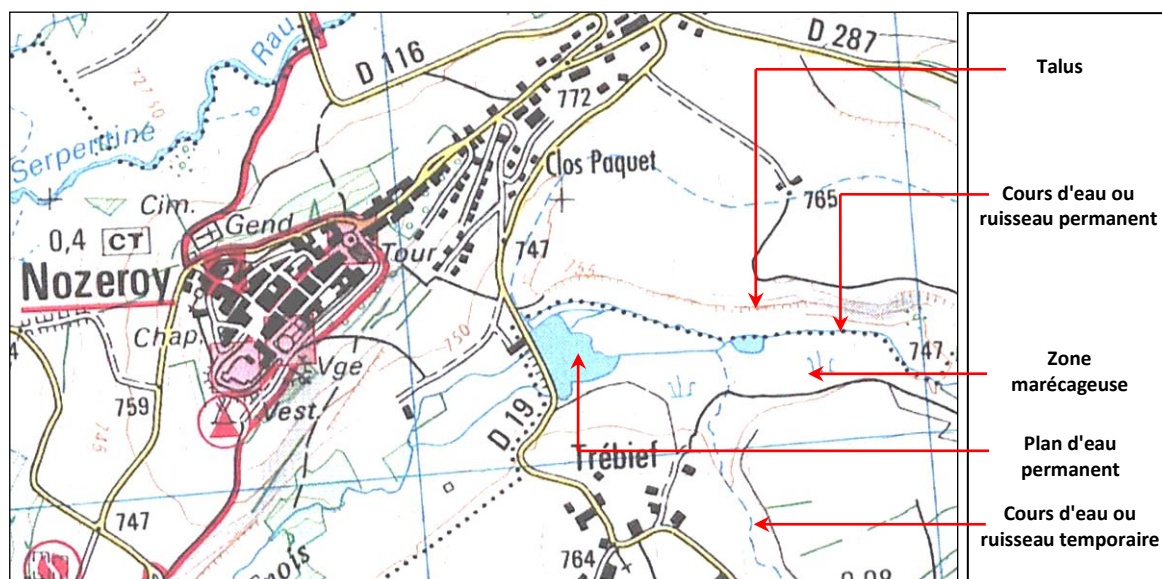 D 116
D 287
Rau
Serpentine
772
Clos Paquet
765
Cim.
Gend
0,4 CT
Tour
747
Nozeroy
755
Chap.
750
747
Vge
759
Vest.
D 19
745
Trébief
747
764
Talus
Cours d'eau ou
ruisseau permanent
Zone
marécageuse
Plan d'eau
permanent
Cours d'eau ou
ruisseau temporaire